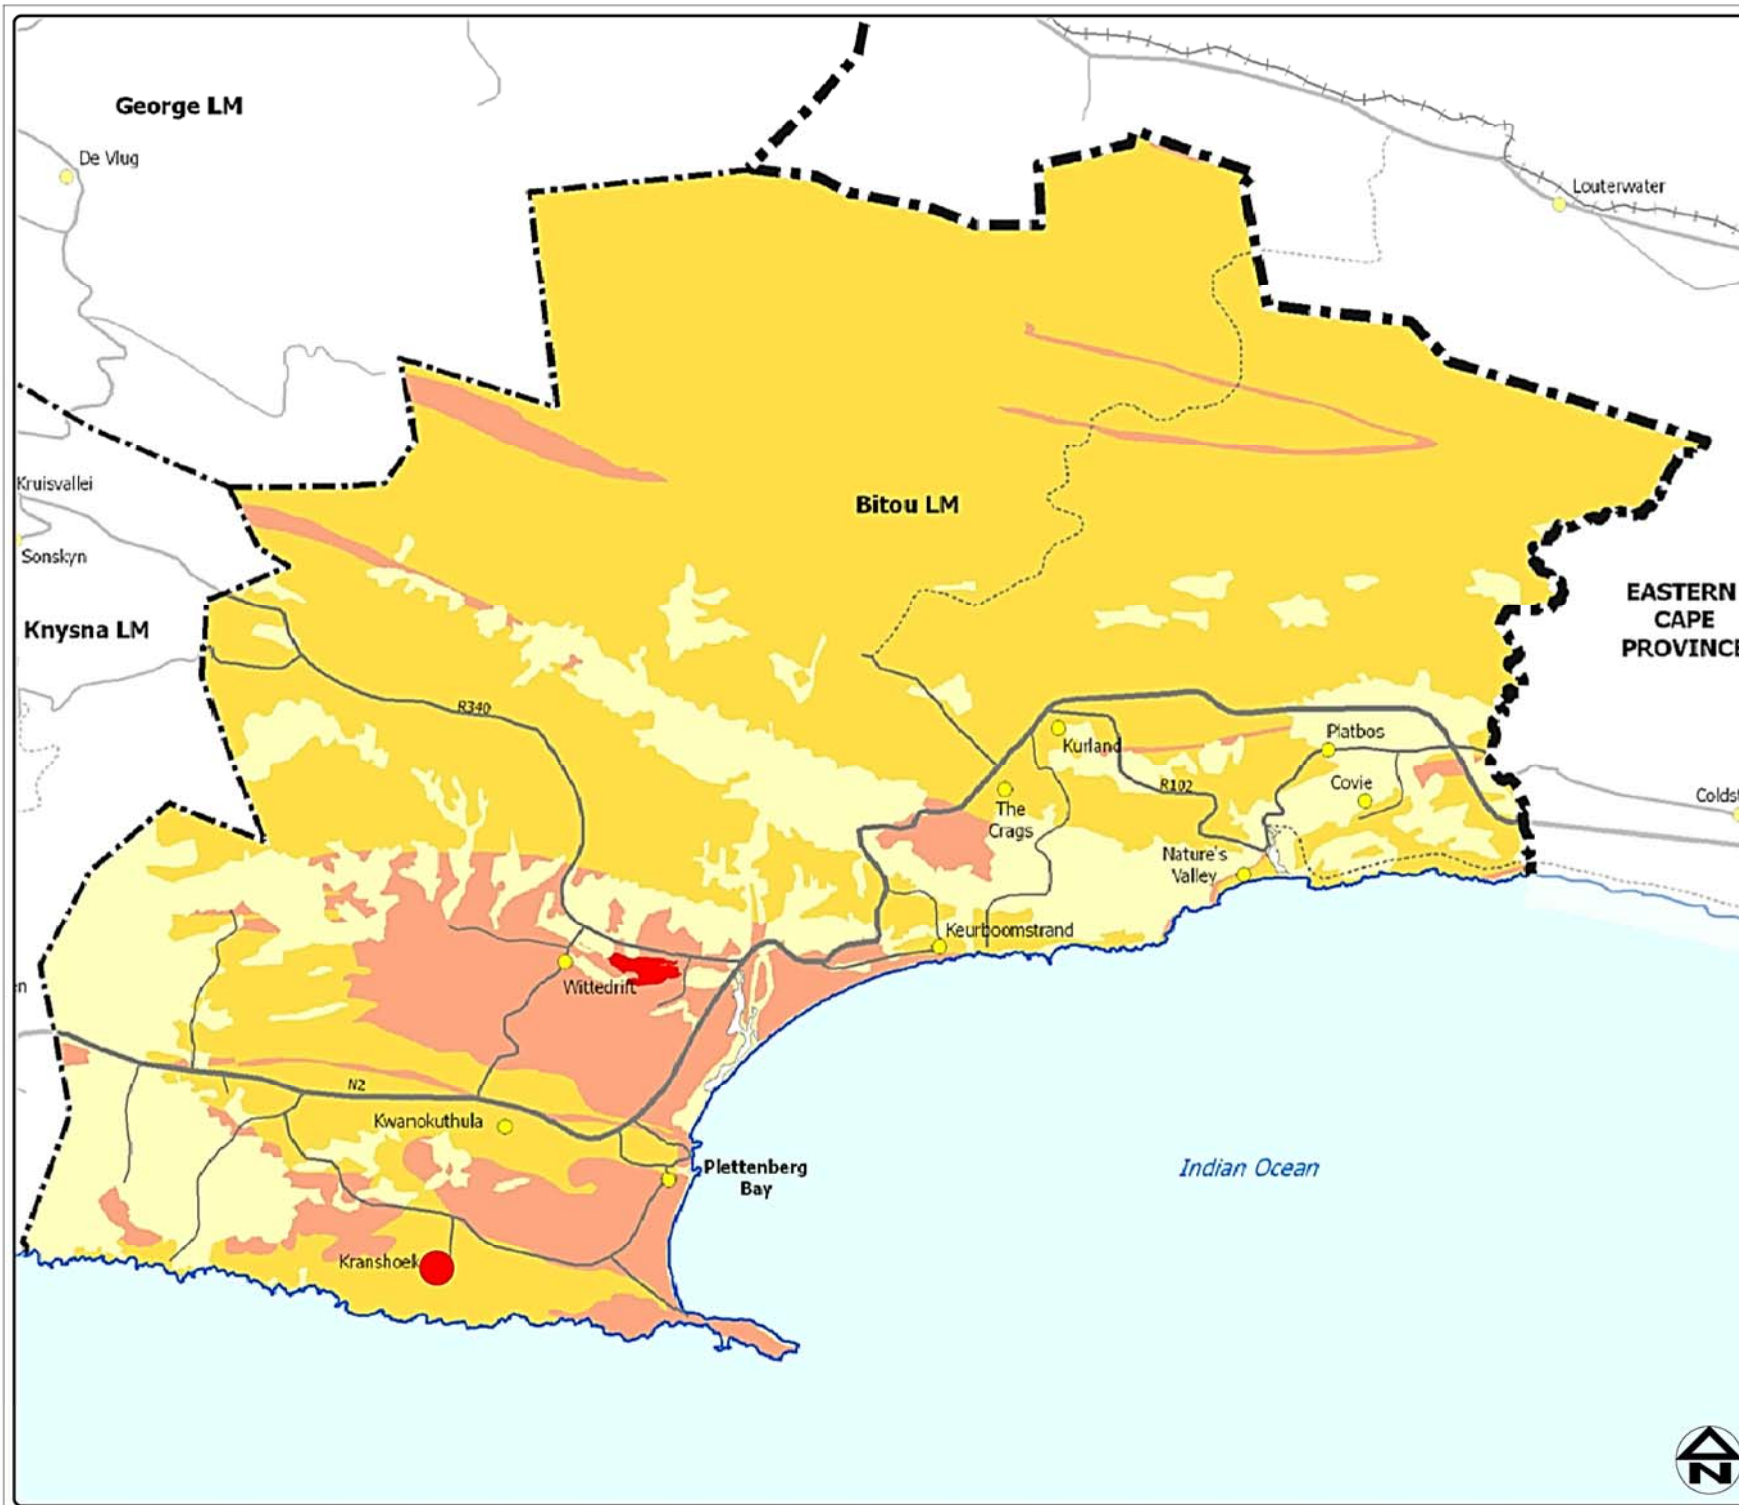 George LM
De Vlug
Louterwater
Kruisvallei
Bitou LM
Sonskyn
EASTERN
CAPE
Knysna LM
PROVINCE
R340
Platbos
Kurland
Covie
R102
The
Crags
Nature's
Valley
Keurboomstrand
Wittedrift
N2
Kwanokuthula
Plettenberg
Bay
Indian Ocean
Kranshoek
N